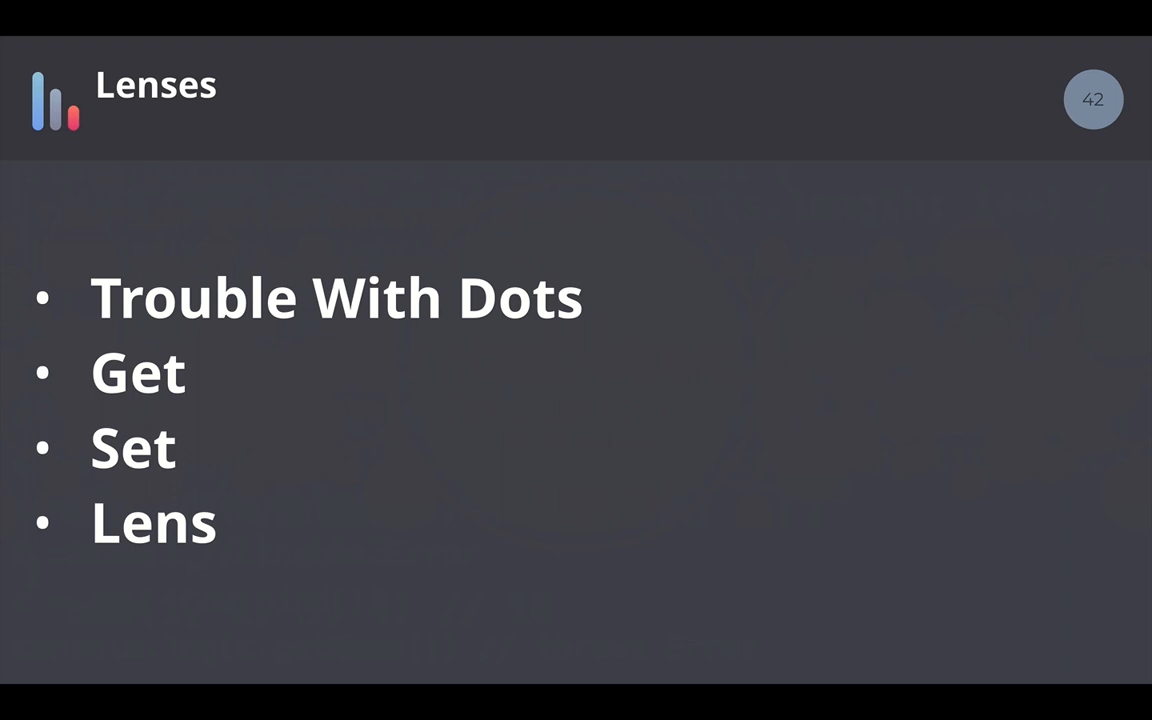 Lenses
42
• Trouble With Dots
• Get
• Set
• Lens